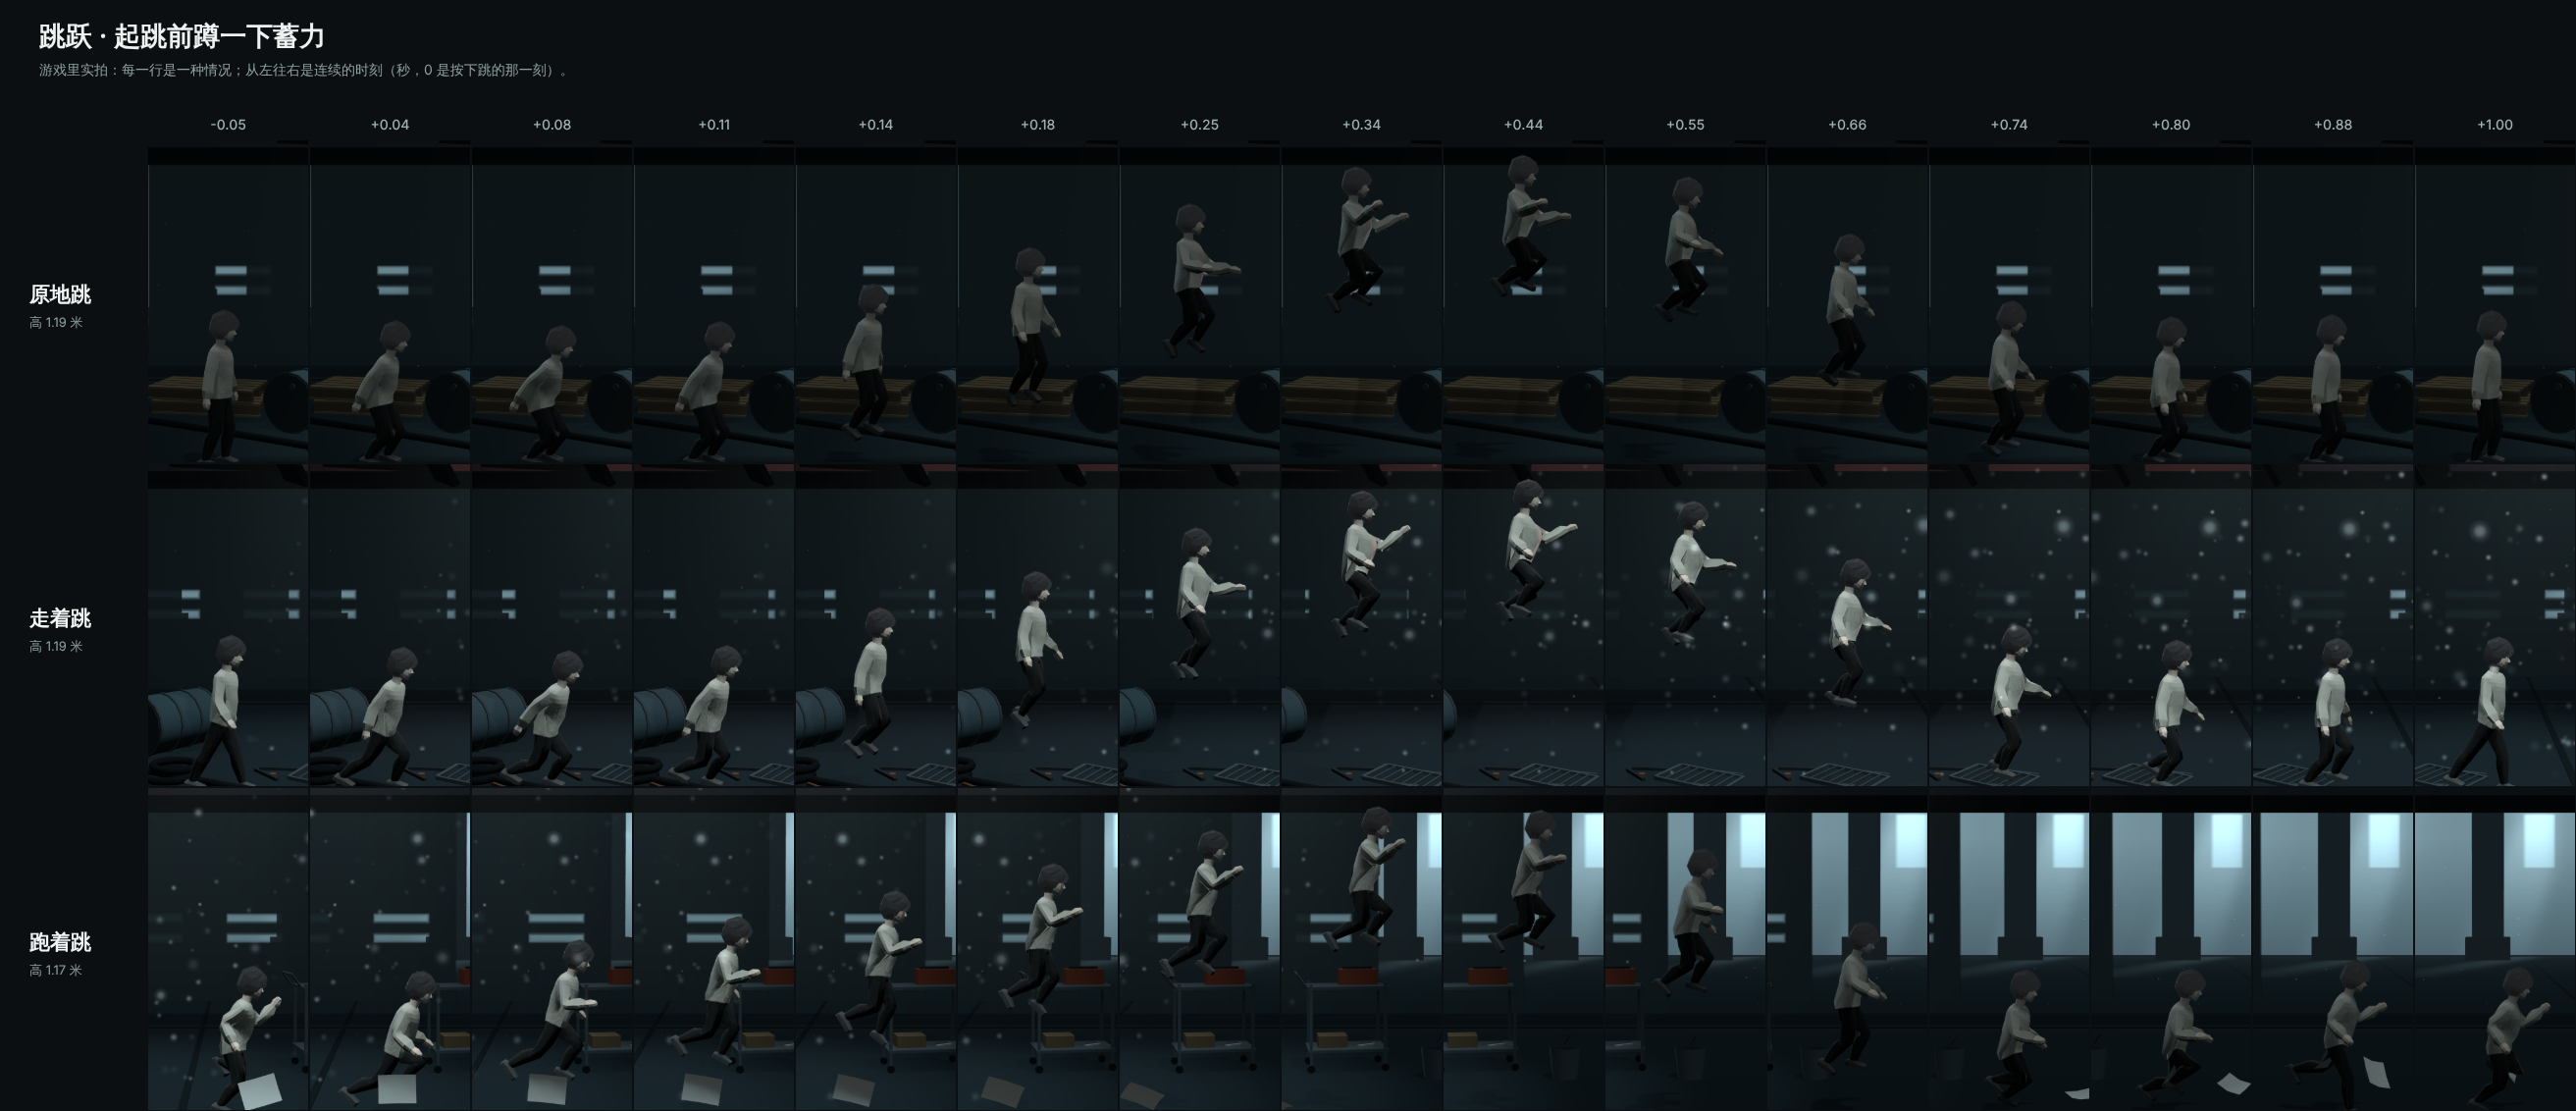 跳跃 · 起跳前蹲一下蓄力
游戏里实拍：每一行是一种情况；从左往右是连续的时刻（秒，0 是按下跳的那一刻）。
-0.05 +0.04 +0.08 +0.11 +0.14 +0.18 +0.25 +0.34 +0.44 +0.55 +0.66 +0.74 +0.80 +0.88 +1.00
原地跳
高 1.19 米
走着跳
高 1.19 米
跑着跳
高 1.17 米